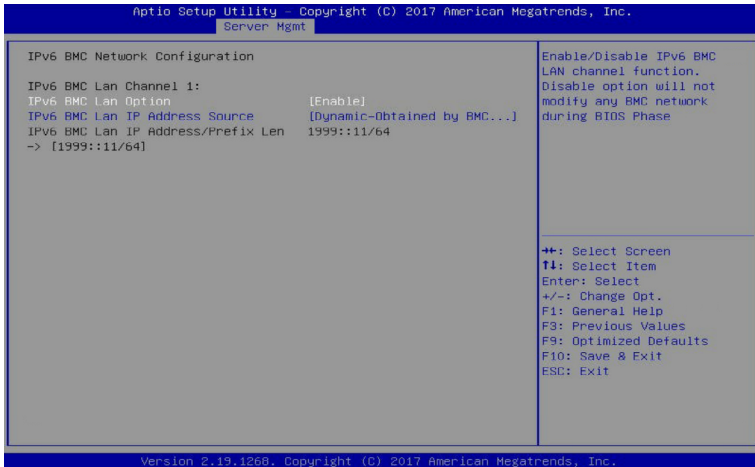 Aptio Setup Utility - Copyright (C) 2017 American Megatrends, Inc.
Server Mgmt
IPv6 BMC Network Configuration
IPv6 BMC Lan Channel 1:
IPv6 BMC Lan Option [Enable]
IPv6 BMC Lan IP Address Source [Dynamic-Obtained by BMC...]
IPv6 BMC Lan IP Address/Prefix Len 1999::11/64
-> [1999::11/64]
Enable/Disable IPv6 BMC
LAN channel function.
Disable option will not
modify any BMC network
during BIOS Phase
→←: Select Screen
↑↓: Select Item
Enter: Select
+/-: Change Opt.
F1: General Help
F3: Previous Values
F9: Optimized Defaults
F10: Save & Exit
ESC: Exit
Version 2.19.1268. Copyright (C) 2017 American Megatrends, Inc.